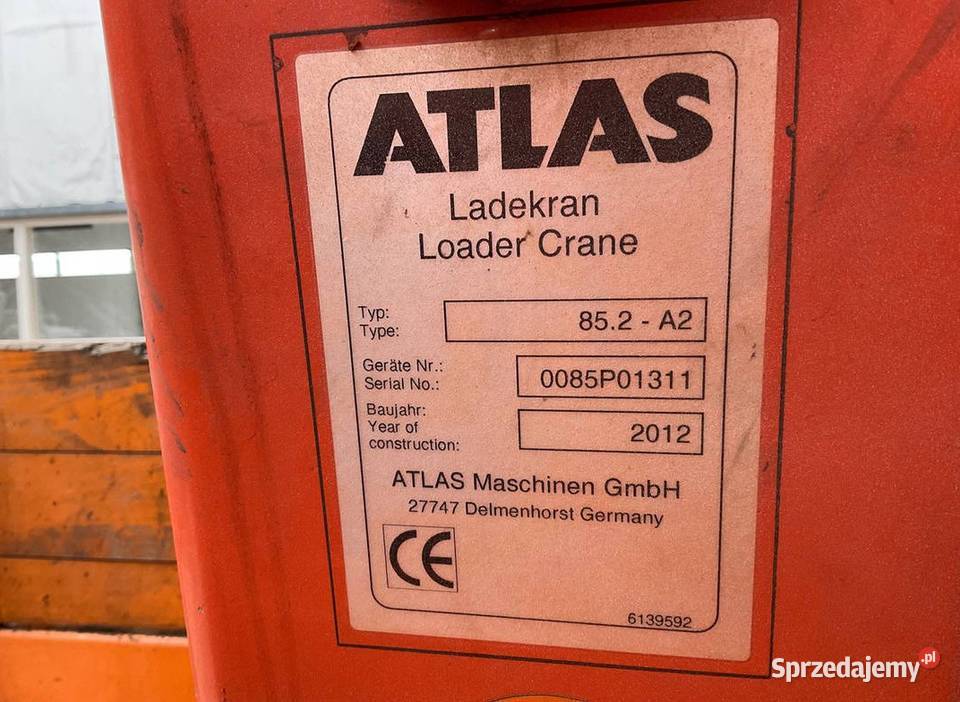 ATLAS
Ladekran
Loader Crane
Typ:
Type: 85.2 - A2
Geräte Nr.:
Serial No.: 0085P01311
Baujahr:
Year of
construction: 2012
ATLAS Maschinen GmbH
27747 Delmenhorst Germany
CE
6139592
Sprzedajemy.pl